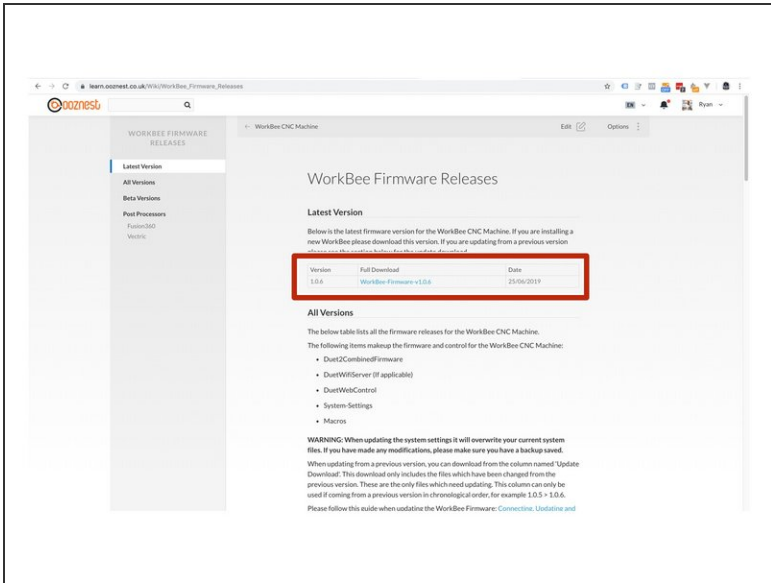 learn.ooznest.co.uk/Wiki/WorkBee_Firmware_Releases
ooznest
EN
Ryan
WORKBEE FIRMWARE
RELEASES
Latest Version
All Versions
Beta Versions
Post Processors
Fusion360
Vectric
← WorkBee CNC Machine
Edit
Options
WorkBee Firmware Releases
Latest Version
Below is the latest firmware version for the WorkBee CNC Machine. If you are installing a
new WorkBee please download this version. If you are updating from a previous version
please see the section below for the update download.
Version Full Download Date
1.0.6 WorkBee-Firmware-v1.0.6 25/06/2019
All Versions
The below table lists all the firmware releases for the WorkBee CNC Machine.
The following items makeup the firmware and control for the WorkBee CNC Machine:
• Duet2CombinedFirmware
• DuetWifiServer (If applicable)
• DuetWebControl
• System-Settings
• Macros
WARNING: When updating the system settings it will overwrite your current system
files. If you have made any modifications, please make sure you have a backup saved.
When updating from a previous version, you can download from the column named 'Update
Download'. This download only includes the files which have been changed from the
previous version. These are the only files which need updating. This column can only be
used if coming from a previous version in chronological order, for example 1.0.5 > 1.0.6.
Please follow this guide when updating the WorkBee Firmware: Connecting, Updating and